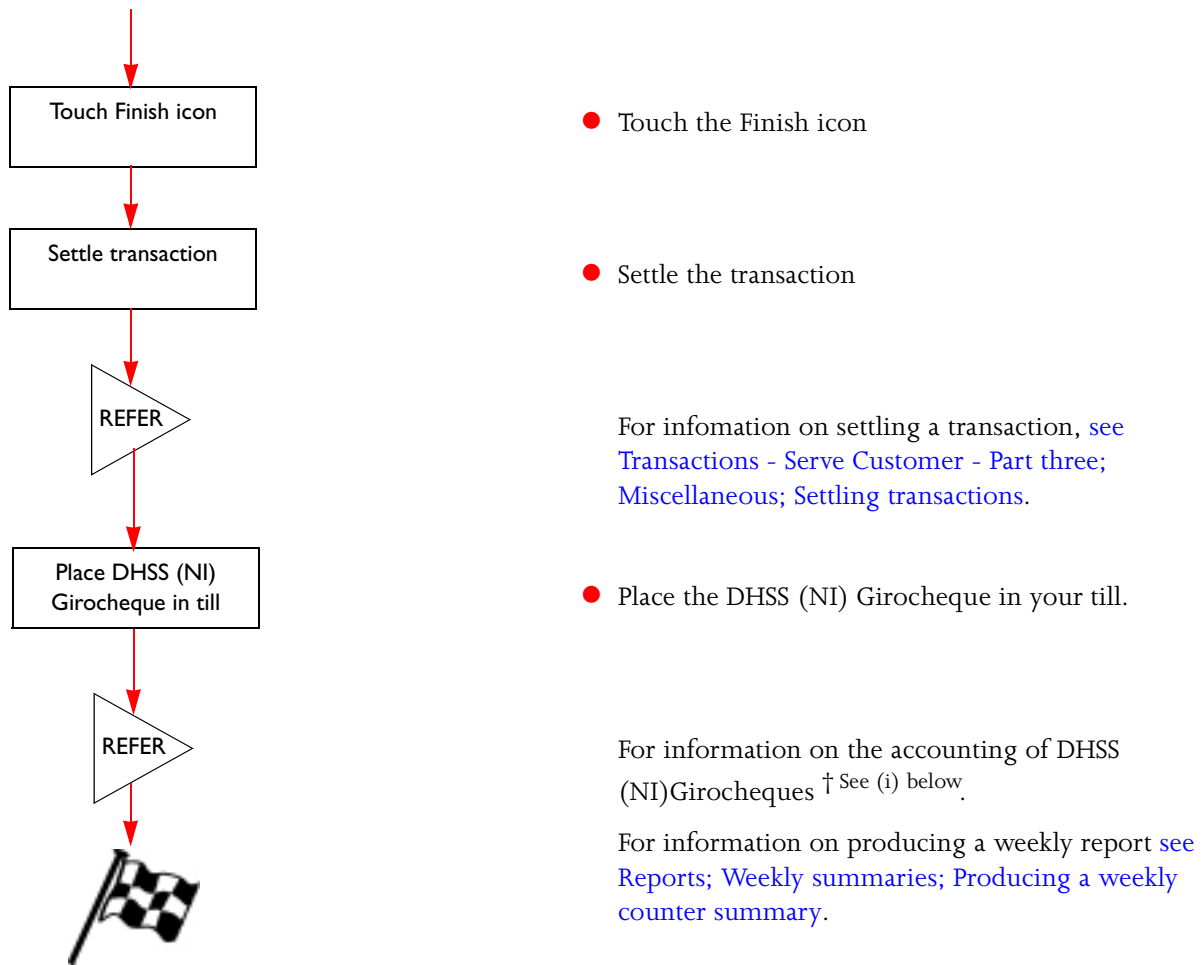 Touch Finish icon
● Touch the Finish icon
Settle transaction
● Settle the transaction
REFER
For infomation on settling a transaction, see
Transactions - Serve Customer - Part three;
Miscellaneous; Settling transactions.
Place DHSS (NI)
Girocheque in till
● Place the DHSS (NI) Girocheque in your till.
REFER
For information on the accounting of DHSS
(NI)Girocheques † See (i) below.
For information on producing a weekly report see
Reports; Weekly summaries; Producing a weekly
counter summary.